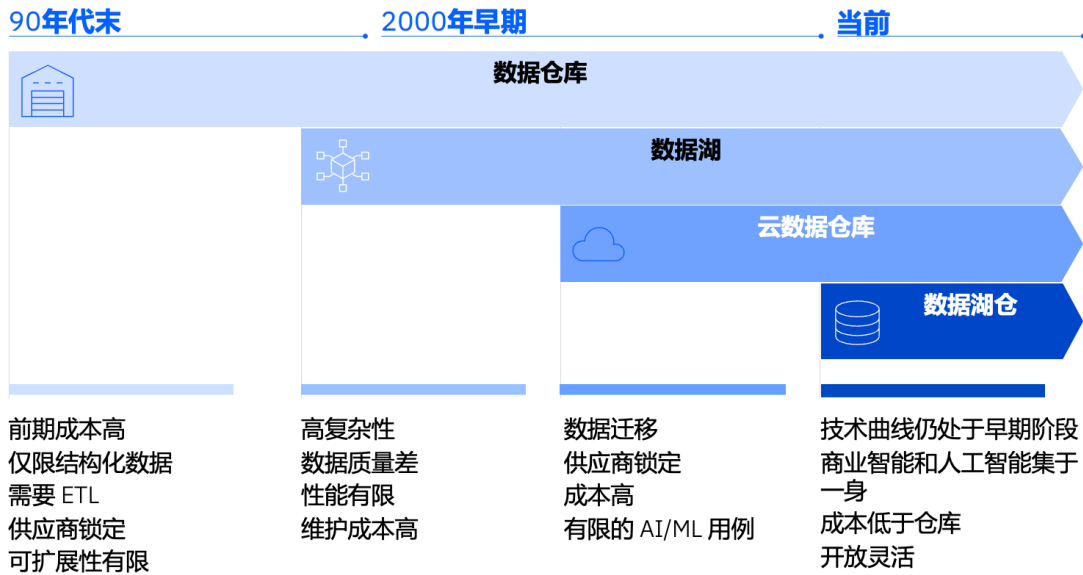 90年代末
2000年早期
当前
数据仓库
数据湖
云数据仓库
数据湖仓
前期成本高
仅限结构化数据
需要 ETL
供应商锁定
可扩展性有限
高复杂性
数据质量差
性能有限
维护成本高
数据迁移
供应商锁定
成本高
有限的 AI/ML 用例
技术曲线仍处于早期阶段
商业智能和人工智能集于
一身
成本低于仓库
开放灵活